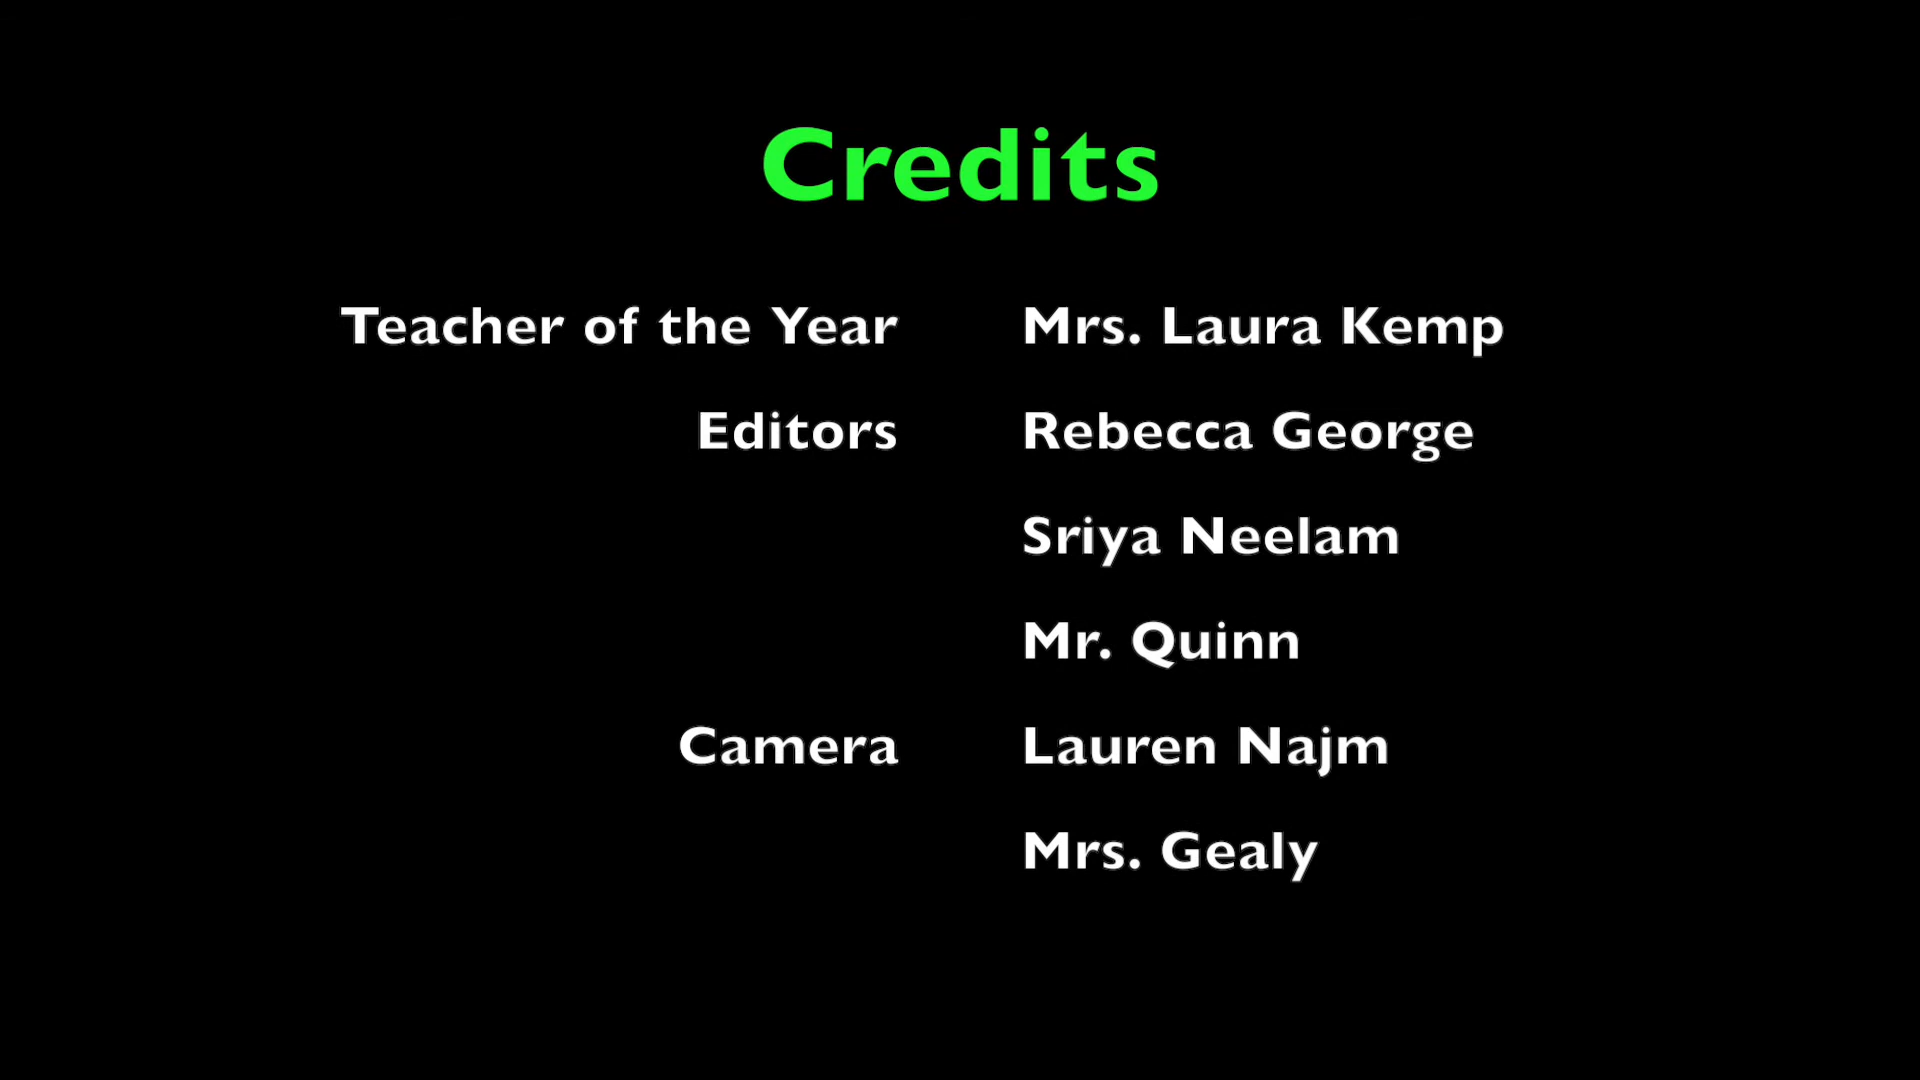 Credits
Teacher of the Year Mrs. Laura Kemp
Editors Rebecca George
Sriya Neelam
Mr. Quinn
Camera Lauren Najm
Mrs. Gealy